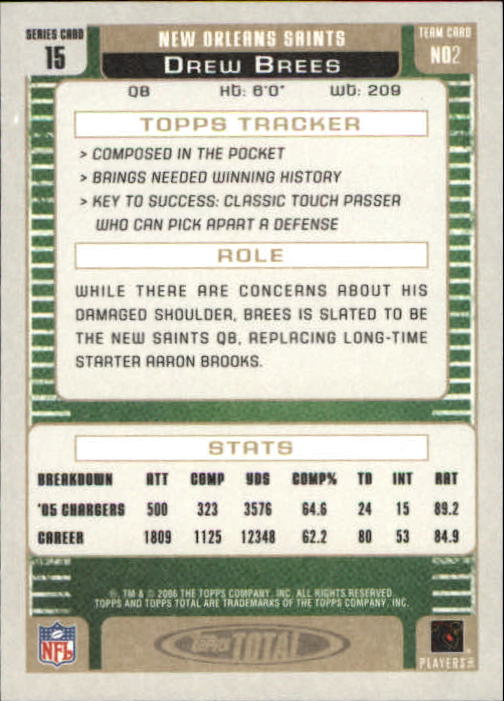 SERIES CARD
15
NEW ORLEANS SAINTS
TEAM CARD
NO2
DREW BREES
QB Ht: 6'0" Wt: 209
TOPPS TRACKER
> COMPOSED IN THE POCKET
> BRINGS NEEDED WINNING HISTORY
> KEY TO SUCCESS: CLASSIC TOUCH PASSER
WHO CAN PICK APART A DEFENSE
ROLE
WHILE THERE ARE CONCERNS ABOUT HIS
DAMAGED SHOULDER, BREES IS SLATED TO BE
THE NEW SAINTS QB, REPLACING LONG-TIME
STARTER AARON BROOKS.
STATS
BREAKDOWN ATT COMP YDS COMP% TD INT RAT
'05 CHARGERS 500 323 3576 64.6 24 15 89.2
CAREER 1809 1125 12348 62.2 80 53 84.9
®, TM & © 2006 THE TOPPS COMPANY, INC. ALL RIGHTS RESERVED.
TOPPS AND TOPPS TOTAL ARE TRADEMARKS OF THE TOPPS COMPANY, INC.
NFL
topps TOTAL
PLAYERS INC